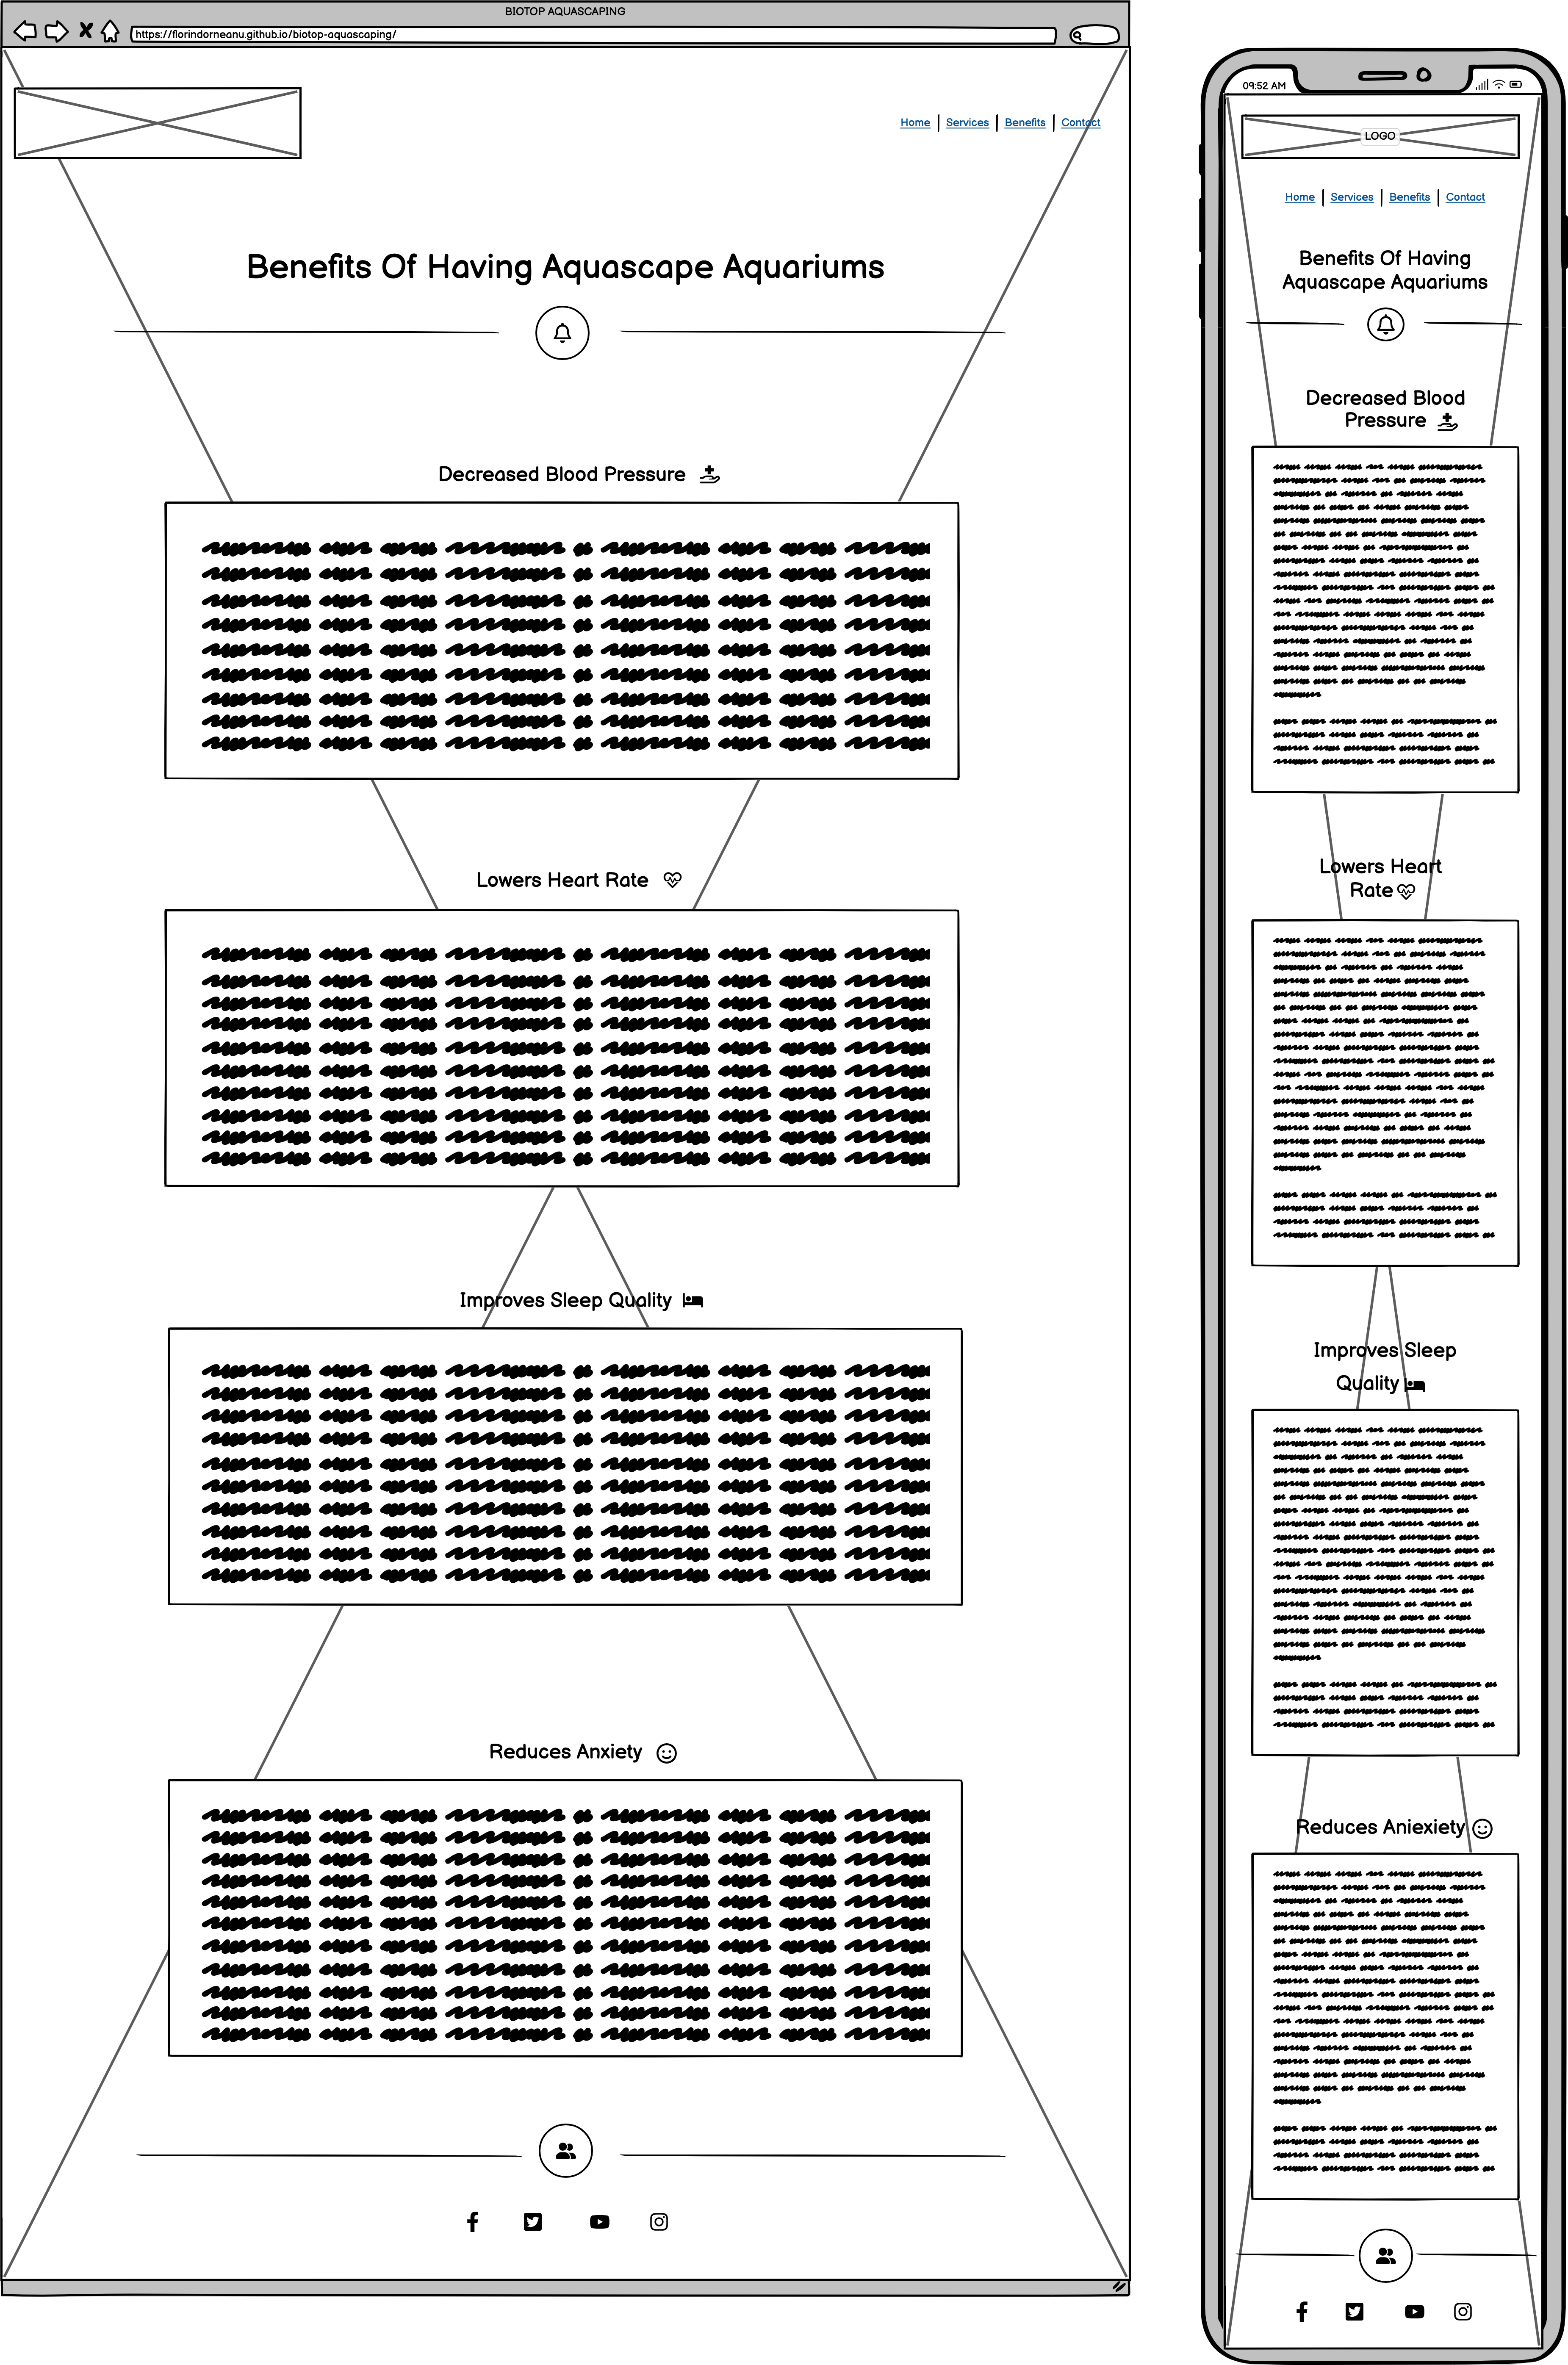 BIOTOP AQUASCAPING
https://florindorneanu.github.io/biotop-aquascaping/
Home | Services | Benefits | Contact
Benefits Of Having Aquascape Aquariums
Decreased Blood Pressure
Lowers Heart Rate
Improves Sleep Quality
Reduces Anxiety
09:52 AM
LOGO
Home | Services | Benefits | Contact
Benefits Of Having
Aquascape Aquariums
Decreased Blood
Pressure
Lowers Heart
Rate
Improves Sleep
Quality
Reduces Aniexiety